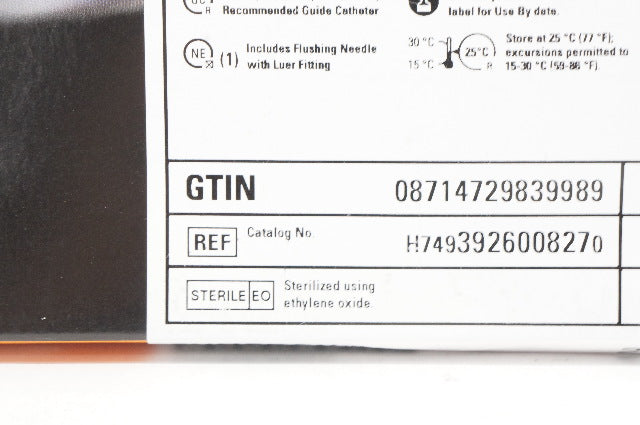 Recommended Guide Catheter
label for Use By date.
NE (1) Includes Flushing Needle
with Luer Fitting
30 °C
15 °C
25°C
R
Store at 25 °C (77 °F);
excursions permitted to
15-30 °C (59-86 °F).
GTIN 08714729839989
REF Catalog No. H7493926008270
STERILE EO Sterilized using
ethylene oxide.